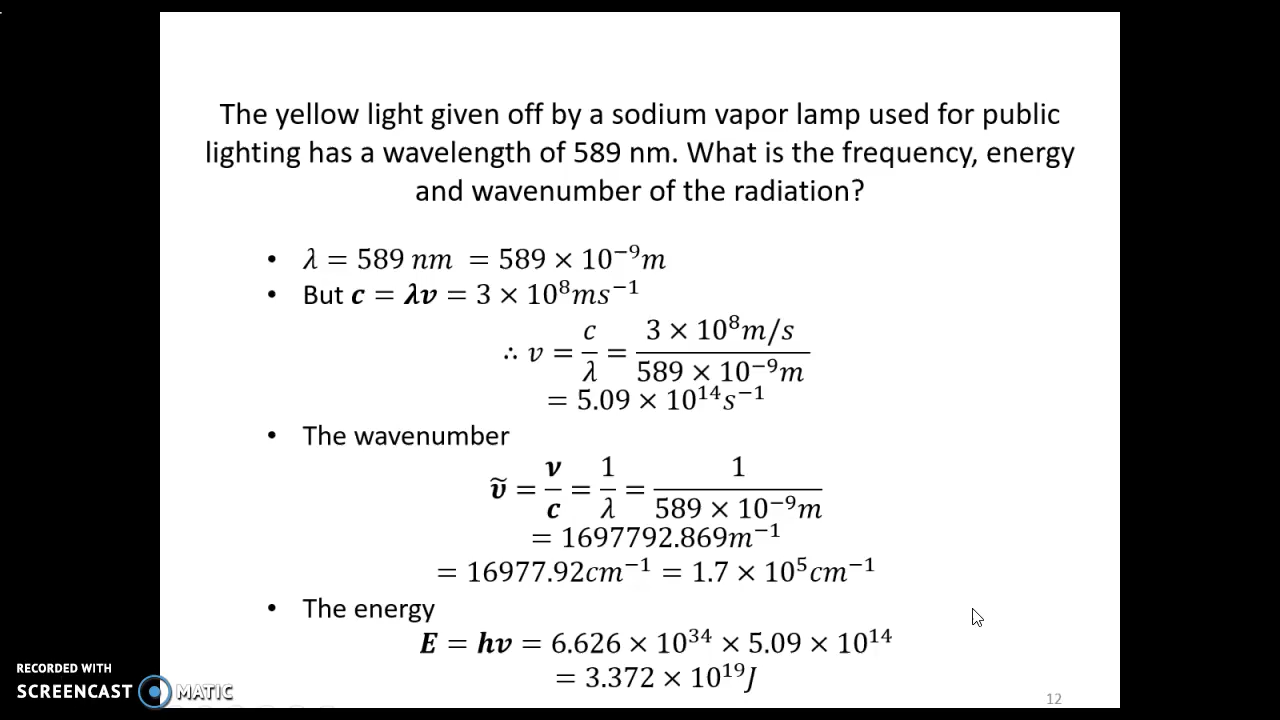 The yellow light given off by a sodium vapor lamp used for public
lighting has a wavelength of 589 nm. What is the frequency, energy
and wavenumber of the radiation?
• λ = 589 nm = 589 × 10⁻⁹m
• But c = λν = 3 × 10⁸ms⁻¹
∴ ν = c/λ = 3 × 10⁸m/s / 589 × 10⁻⁹m
= 5.09 × 10¹⁴s⁻¹
• The wavenumber
ῦ = ν/c = 1/λ = 1 / 589 × 10⁻⁹m
= 1697792.869m⁻¹
= 16977.92cm⁻¹ = 1.7 × 10⁵cm⁻¹
• The energy
E = hν = 6.626 × 10³⁴ × 5.09 × 10¹⁴
= 3.372 × 10¹⁹J
12
RECORDED WITH
SCREENCAST MATIC